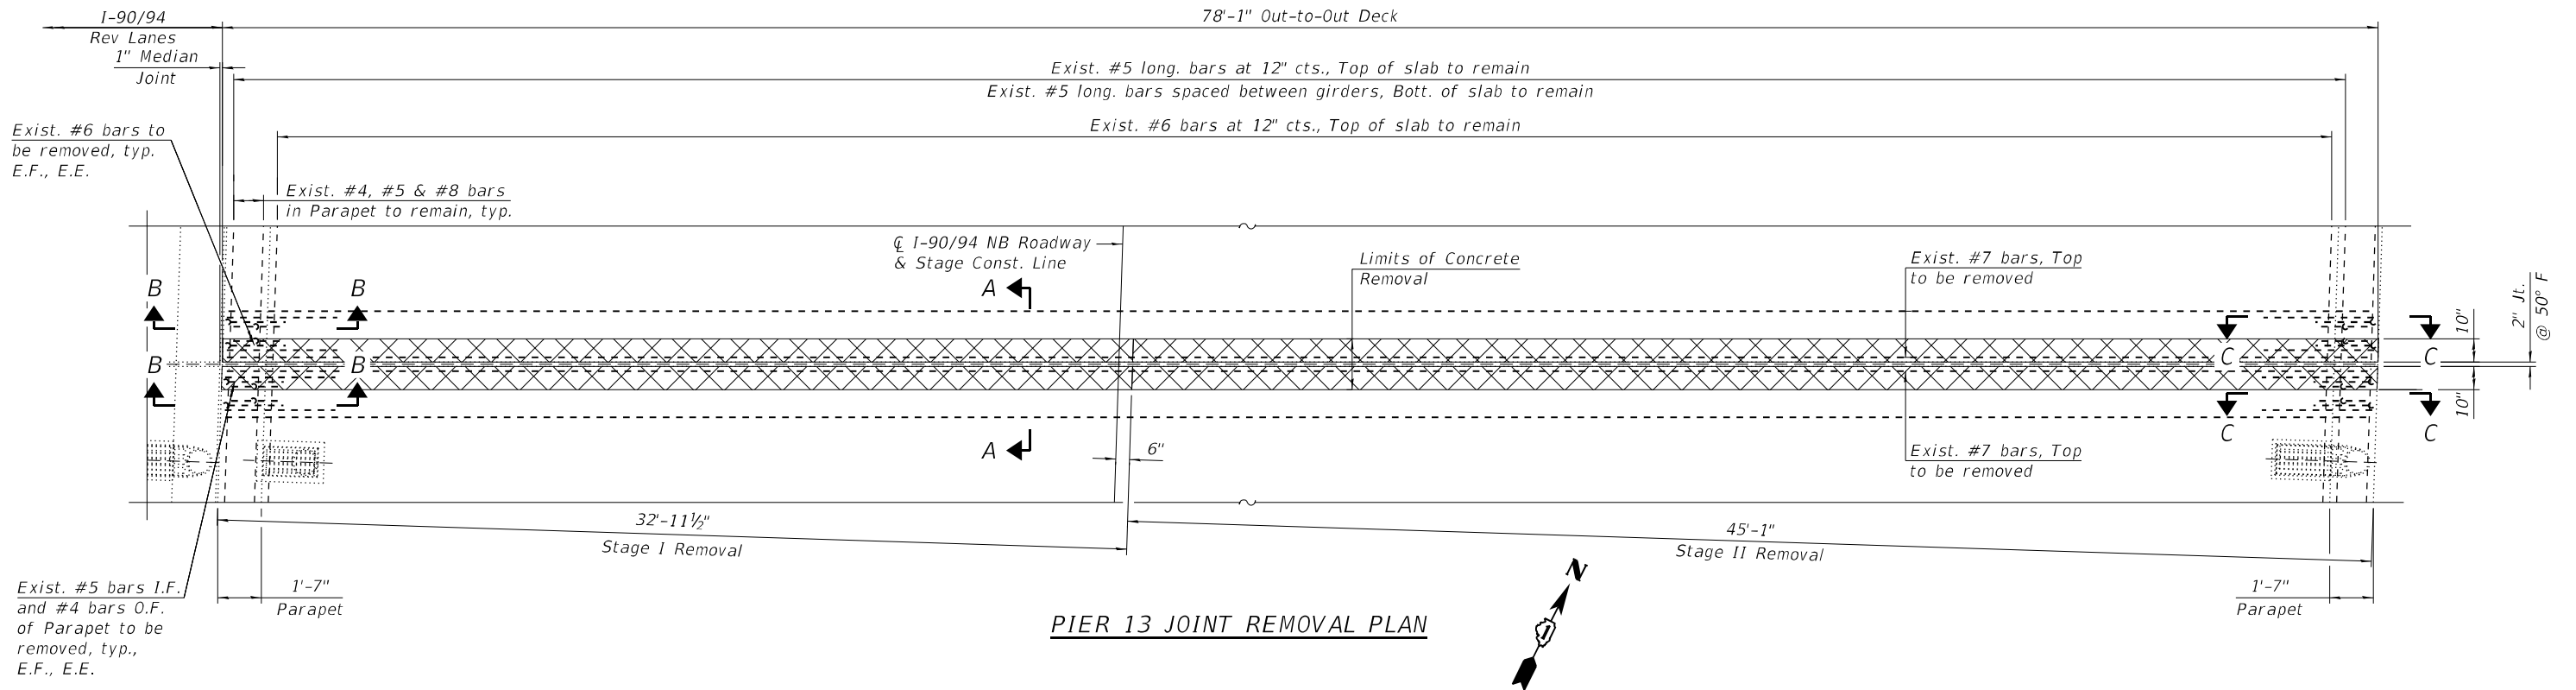 I-90/94
Rev Lanes
1" Median
Joint
78'-1" Out-to-Out Deck
Exist. #5 long. bars at 12" cts., Top of slab to remain
Exist. #5 long. bars spaced between girders, Bott. of slab to remain
Exist. #6 bars at 12" cts., Top of slab to remain
Exist. #6 bars to
be removed, typ.
E.F., E.E.
Exist. #4, #5 & #8 bars
in Parapet to remain, typ.
℄ I-90/94 NB Roadway
& Stage Const. Line
Limits of Concrete
Removal
Exist. #7 bars, Top
to be removed
B
B
A
B
B
A
C
C
C
C
10"
2" Jt.
@ 50° F
10"
6"
Exist. #7 bars, Top
to be removed
32'-11½"
Stage I Removal
45'-1"
Stage II Removal
Exist. #5 bars I.F.
and #4 bars O.F.
of Parapet to be
removed, typ.,
E.F., E.E.
1'-7"
Parapet
1'-7"
Parapet
PIER 13 JOINT REMOVAL PLAN
N
1